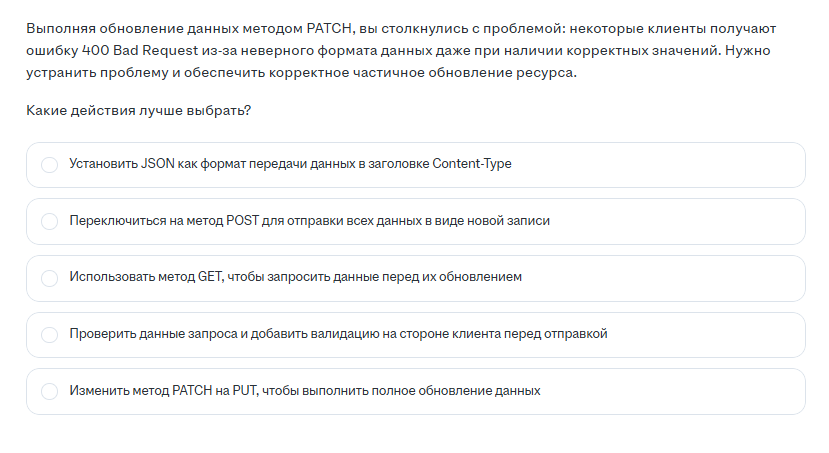 Выполняя обновление данных методом PATCH, вы столкнулись с проблемой: некоторые клиенты получают
ошибку 400 Bad Request из-за неверного формата данных даже при наличии корректных значений. Нужно
устранить проблему и обеспечить корректное частичное обновление ресурса.
Какие действия лучше выбрать?
Установить JSON как формат передачи данных в заголовке Content-Type
Переключиться на метод POST для отправки всех данных в виде новой записи
Использовать метод GET, чтобы запросить данные перед их обновлением
Проверить данные запроса и добавить валидацию на стороне клиента перед отправкой
Изменить метод PATCH на PUT, чтобы выполнить полное обновление данных